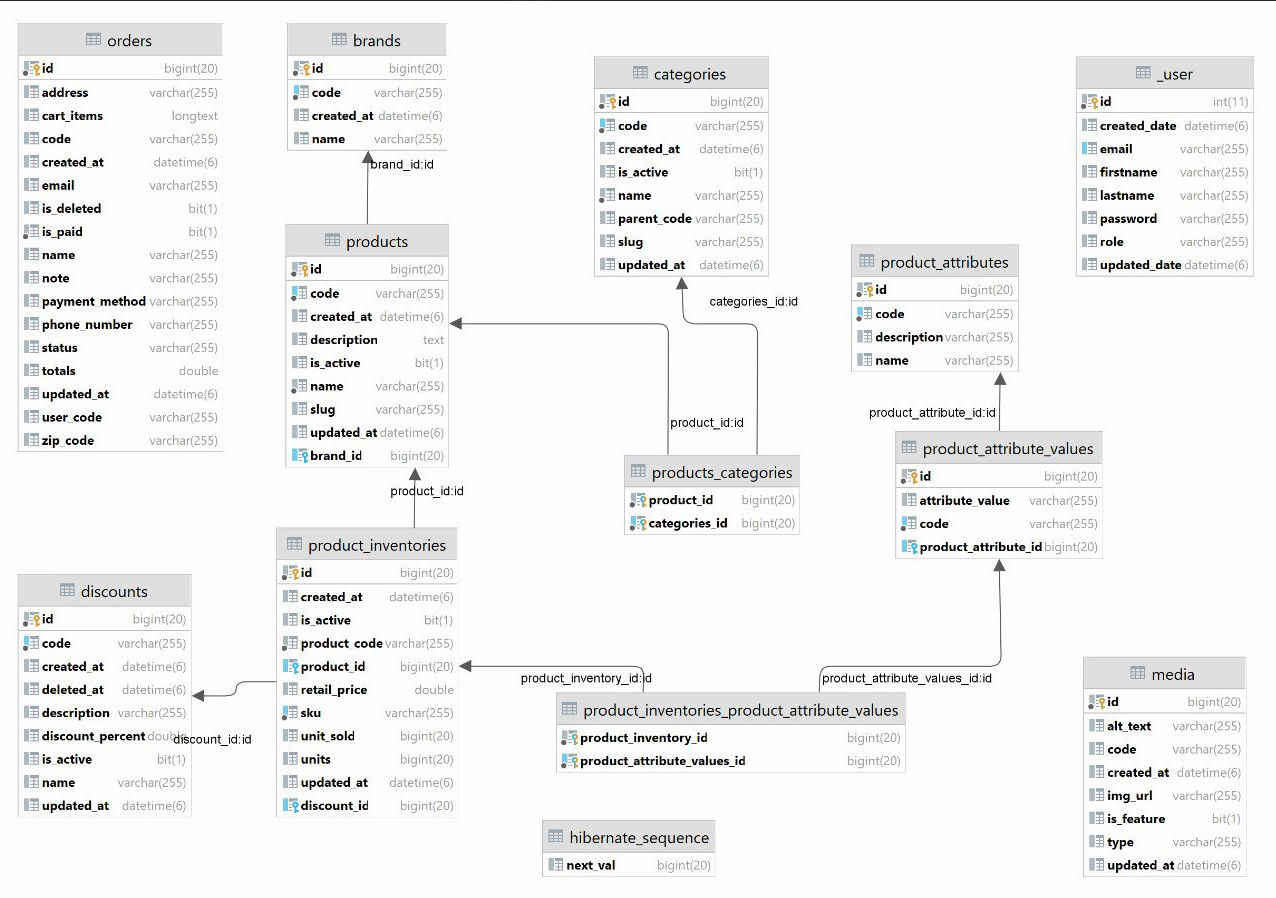 orders
id bigint(20)
address varchar(255)
cart_items longtext
code varchar(255)
created_at datetime(6)
email varchar(255)
is_deleted bit(1)
is_paid bit(1)
name varchar(255)
note varchar(255)
payment_method varchar(255)
phone_number varchar(255)
status varchar(255)
totals double
updated_at datetime(6)
user_code varchar(255)
zip_code varchar(255)
brands
id bigint(20)
code varchar(255)
created_at datetime(6)
name varchar(255)
brand_id:id
products
id bigint(20)
code varchar(255)
created_at datetime(6)
description text
is_active bit(1)
name varchar(255)
slug varchar(255)
updated_at datetime(6)
brand_id bigint(20)
product_id:id
categories
id bigint(20)
code varchar(255)
created_at datetime(6)
is_active bit(1)
name varchar(255)
parent_code varchar(255)
slug varchar(255)
updated_at datetime(6)
categories_id:id
product_id:id
products_categories
product_id bigint(20)
categories_id bigint(20)
_user
id int(11)
created_date datetime(6)
email varchar(255)
firstname varchar(255)
lastname varchar(255)
password varchar(255)
role varchar(255)
updated_date datetime(6)
product_attributes
id bigint(20)
code varchar(255)
description varchar(255)
name varchar(255)
product_attribute_id:id
product_attribute_values
id bigint(20)
attribute_value varchar(255)
code varchar(255)
product_attribute_id bigint(20)
discounts
id bigint(20)
code varchar(255)
created_at datetime(6)
deleted_at datetime(6)
description varchar(255)
discount_percent double
is_active bit(1)
name varchar(255)
updated_at datetime(6)
discount_id:id
product_inventories
id bigint(20)
created_at datetime(6)
is_active bit(1)
product_code varchar(255)
product_id bigint(20)
retail_price double
sku varchar(255)
unit_sold bigint(20)
units bigint(20)
updated_at datetime(6)
discount_id bigint(20)
product_inventory_id:id
product_attribute_values_id:id
product_inventories_product_attribute_values
product_inventory_id bigint(20)
product_attribute_values_id bigint(20)
hibernate_sequence
next_val bigint(20)
media
id bigint(20)
alt_text varchar(255)
code varchar(255)
created_at datetime(6)
img_url varchar(255)
is_feature bit(1)
type varchar(255)
updated_at datetime(6)